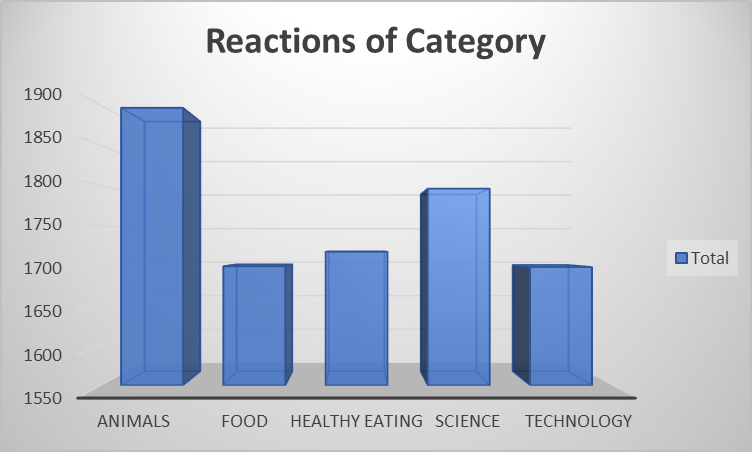 Reactions of Category
1900
1850
1800
1750
1700
1650
1600
1550
ANIMALS FOOD HEALTHY EATING SCIENCE TECHNOLOGY
Total